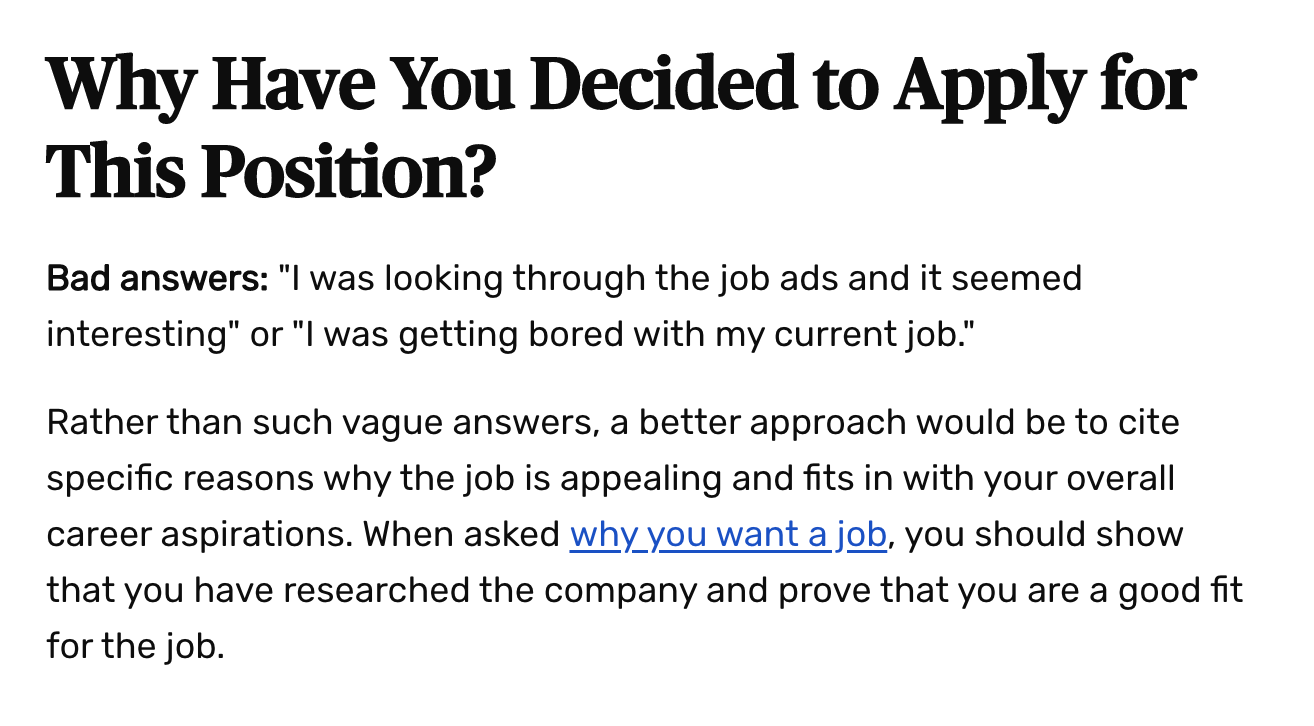 Why Have You Decided to Apply for
This Position?
Bad answers: "I was looking through the job ads and it seemed
interesting" or "I was getting bored with my current job."
Rather than such vague answers, a better approach would be to cite
specific reasons why the job is appealing and fits in with your overall
career aspirations. When asked why you want a job, you should show
that you have researched the company and prove that you are a good fit
for the job.